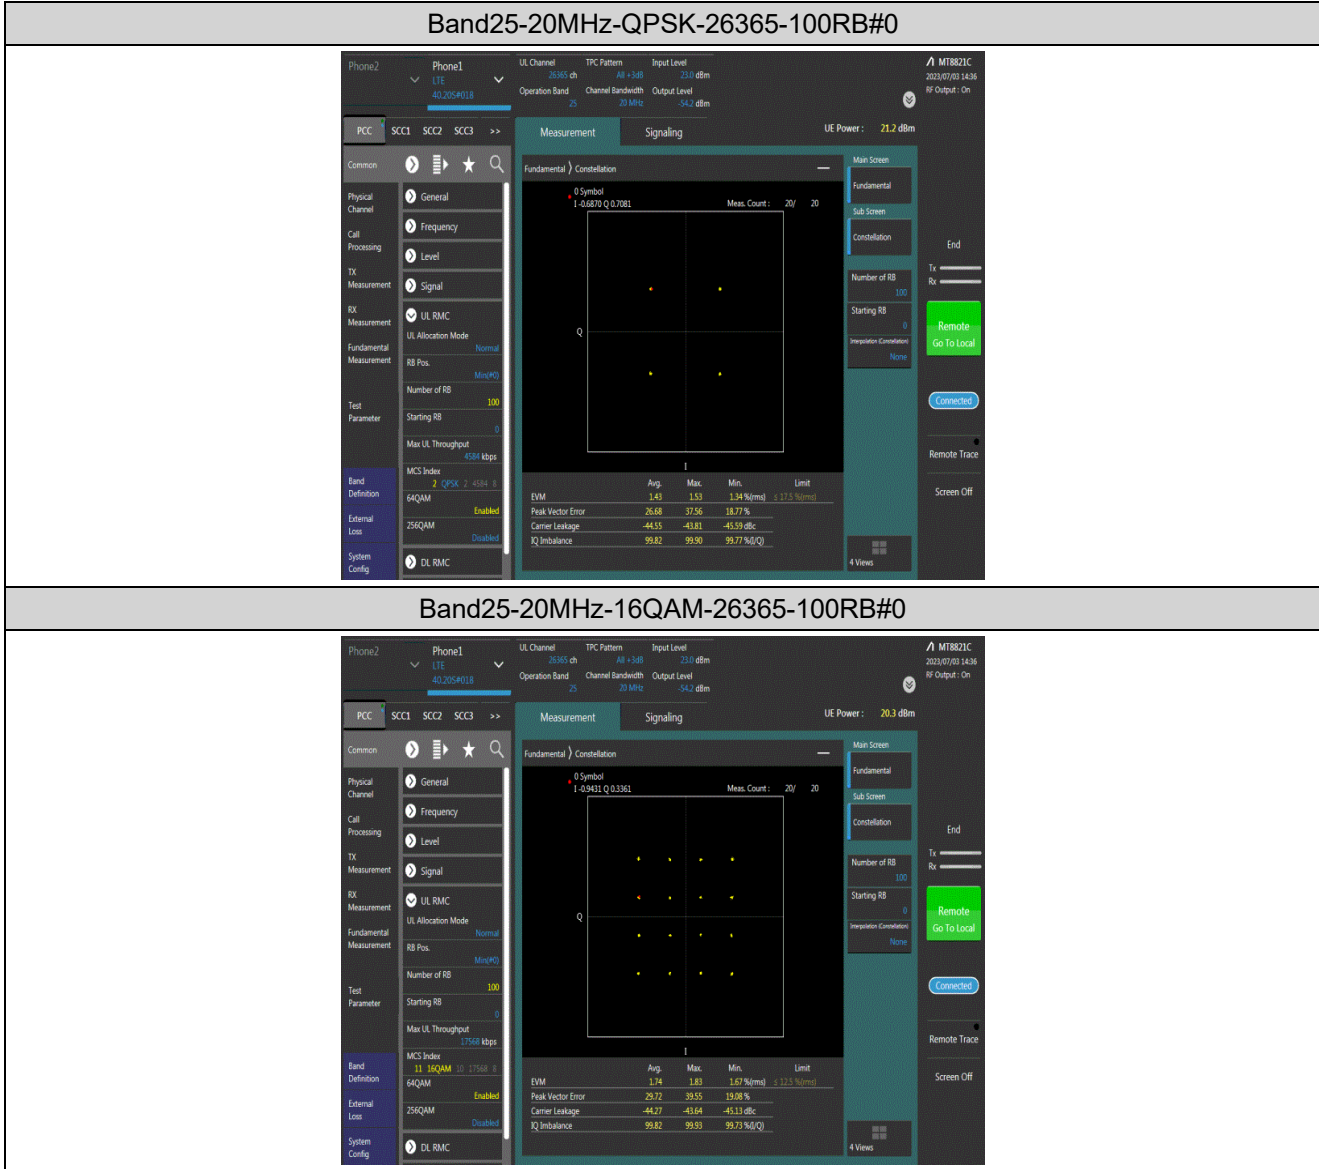 Band25-20MHz-QPSK-26365-100RB#0
Phone2
Phone1
LTE
40.20S#018
UL Channel
26365 ch
TPC Pattern
All +3dB
Input Level
23.0 dBm
Operation Band
25
Channel Bandwidth
20 MHz
Output Level
-54.2 dBm
MT8821C
2023/07/03 14:36
RF Output : On
PCC SCC1 SCC2 SCC3 >>
Measurement
Signaling
UE Power : 21.2 dBm
Common
Physical
Channel
Call
Processing
TX
Measurement
RX
Measurement
Fundamental
Measurement
Test
Parameter
Band
Definition
External
Loss
System
Config
General
Frequency
Level
Signal
UL RMC
UL Allocation Mode
Normal
RB Pos.
Min(#0)
Number of RB
100
Starting RB
0
Max UL Throughput
4584 kbps
MCS Index
2 QPSK 2 4584 8
64QAM
Enabled
256QAM
Disabled
DL RMC
Fundamental Constellation
0 Symbol
I -0.6870 Q 0.7081
Meas. Count : 20/ 20
Q
I
Avg. Max. Min. Limit
EVM 1.43 1.53 1.34 %(rms) ≤ 17.5 %(rms)
Peak Vector Error 26.68 37.56 18.77 %
Carrier Leakage -44.55 -43.81 -45.59 dBc
IQ Imbalance 99.82 99.90 99.77 %(I/Q)
Main Screen
Fundamental
Sub Screen
Constellation
Number of RB
100
Starting RB
0
Interpolation (Constellation)
None
4 Views
End
Tx
Rx
Remote
Go To Local
Connected
Remote Trace
Screen Off
Band25-20MHz-16QAM-26365-100RB#0
Phone2
Phone1
LTE
40.20S#018
UL Channel
26365 ch
TPC Pattern
All +3dB
Input Level
23.0 dBm
Operation Band
25
Channel Bandwidth
20 MHz
Output Level
-54.2 dBm
MT8821C
2023/07/03 14:36
RF Output : On
PCC SCC1 SCC2 SCC3 >>
Measurement
Signaling
UE Power : 20.3 dBm
Common
Physical
Channel
Call
Processing
TX
Measurement
RX
Measurement
Fundamental
Measurement
Test
Parameter
Band
Definition
External
Loss
System
Config
General
Frequency
Level
Signal
UL RMC
UL Allocation Mode
Normal
RB Pos.
Min(#0)
Number of RB
100
Starting RB
0
Max UL Throughput
17568 kbps
MCS Index
11 16QAM 10 17568 8
64QAM
Enabled
256QAM
Disabled
DL RMC
Fundamental Constellation
0 Symbol
I -0.9431 Q 0.3361
Meas. Count : 20/ 20
Q
I
Avg. Max. Min. Limit
EVM 1.74 1.83 1.67 %(rms) ≤ 12.5 %(rms)
Peak Vector Error 29.72 39.55 19.08 %
Carrier Leakage -44.27 -43.64 -45.13 dBc
IQ Imbalance 99.82 99.93 99.73 %(I/Q)
Main Screen
Fundamental
Sub Screen
Constellation
Number of RB
100
Starting RB
0
Interpolation (Constellation)
None
4 Views
End
Tx
Rx
Remote
Go To Local
Connected
Remote Trace
Screen Off